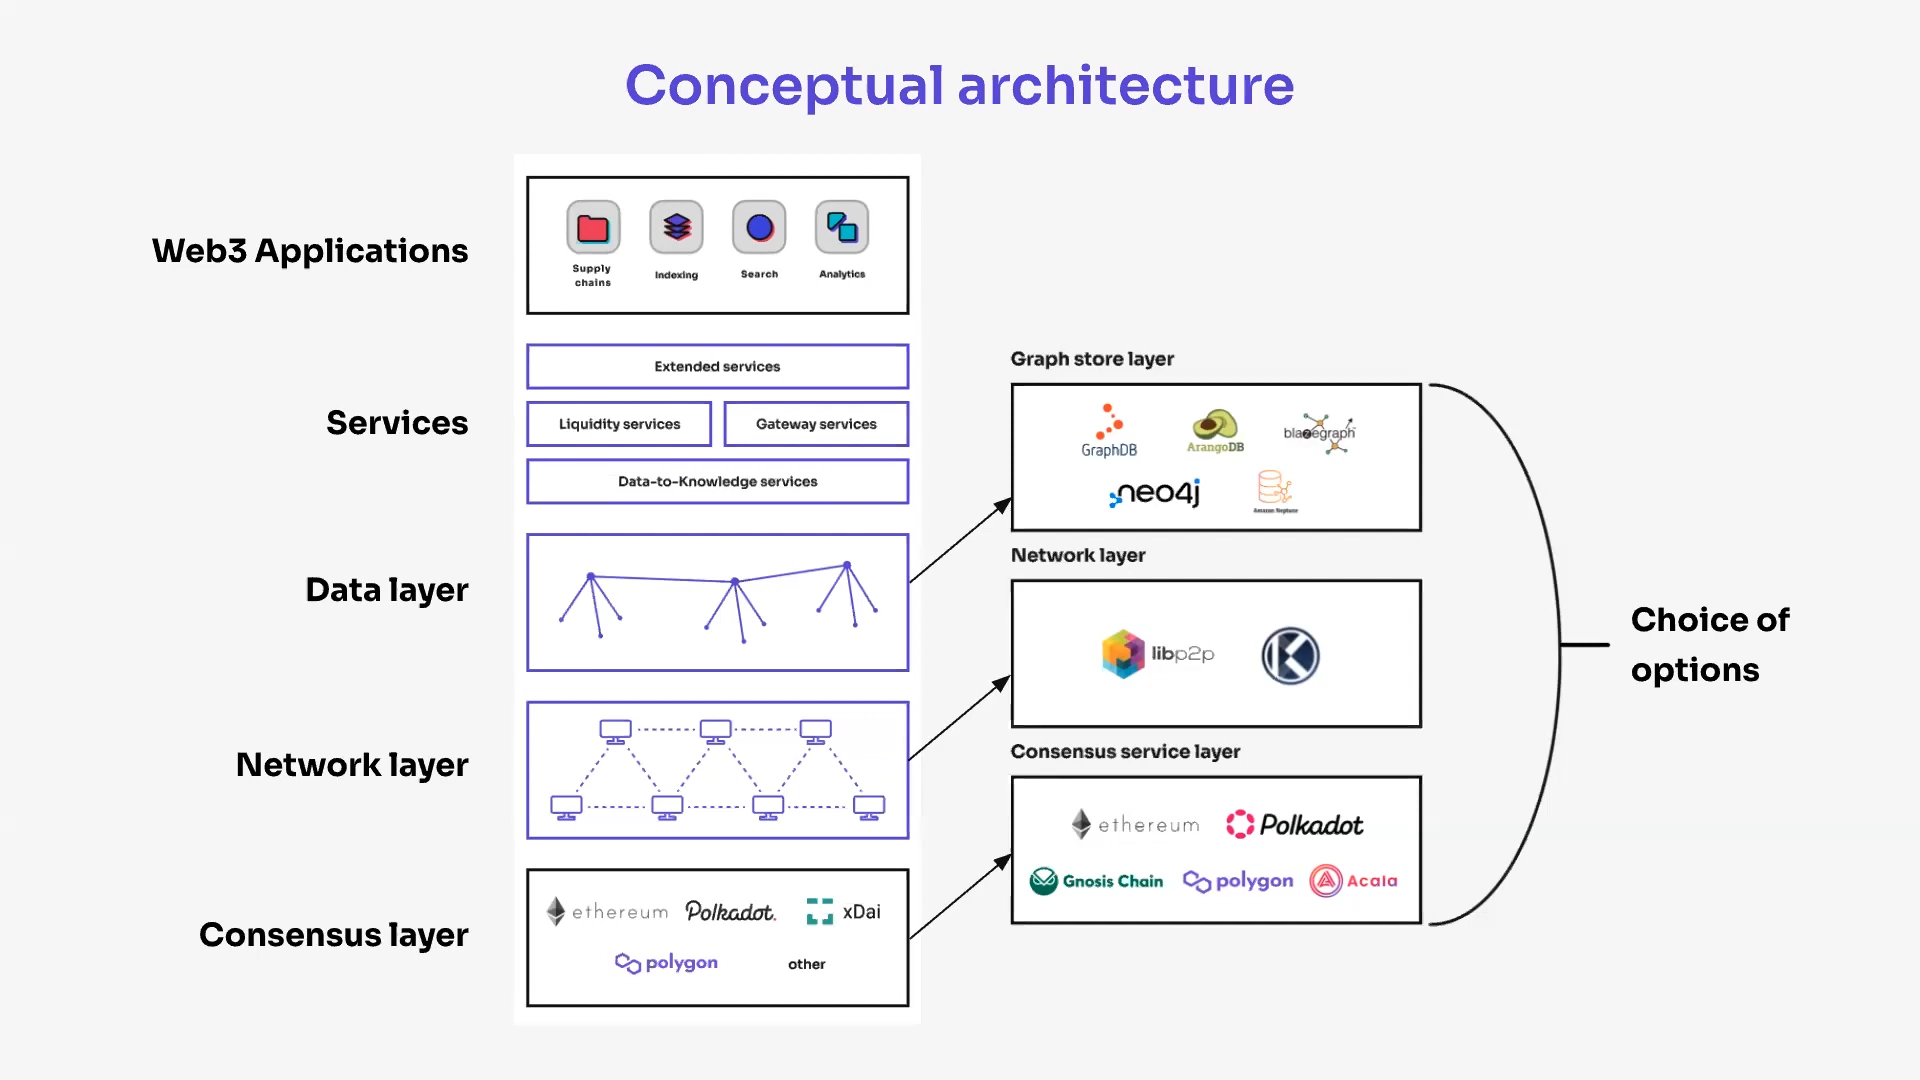 Conceptual architecture
Web3 Applications
Supply
chains
Indexing
Search
Analytics
Services
Extended services
Liquidity services
Gateway services
Data-to-Knowledge services
Data layer
Network layer
Consensus layer
ethereum
Polkadot.
xDai
polygon
other
Graph store layer
GraphDB
ArangoDB
blazegraph
neo4j
Amazon Neptune
Network layer
libp2p
K
Consensus service layer
ethereum
Polkadot
Gnosis Chain
polygon
Acala
Choice of
options